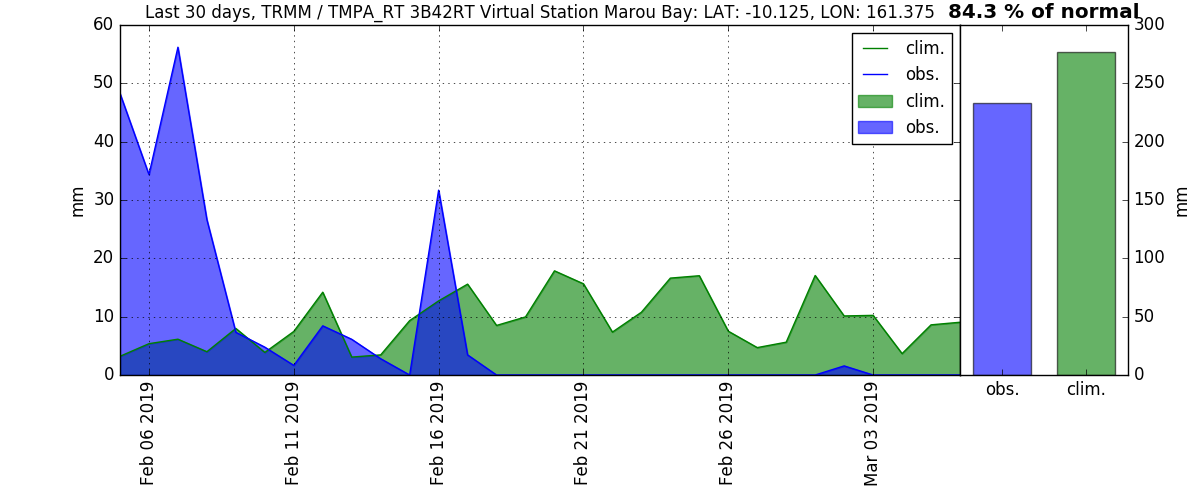 Last 30 days, TRMM / TMPA_RT 3B42RT Virtual Station Marou Bay: LAT: -10.125, LON: 161.375
84.3 % of normal
mm
60
50
40
30
20
10
0
clim.
obs.
clim.
obs.
Feb 06 2019
Feb 11 2019
Feb 16 2019
Feb 21 2019
Feb 26 2019
Mar 03 2019
300
250
200
150
100
50
0
mm
obs.
clim.